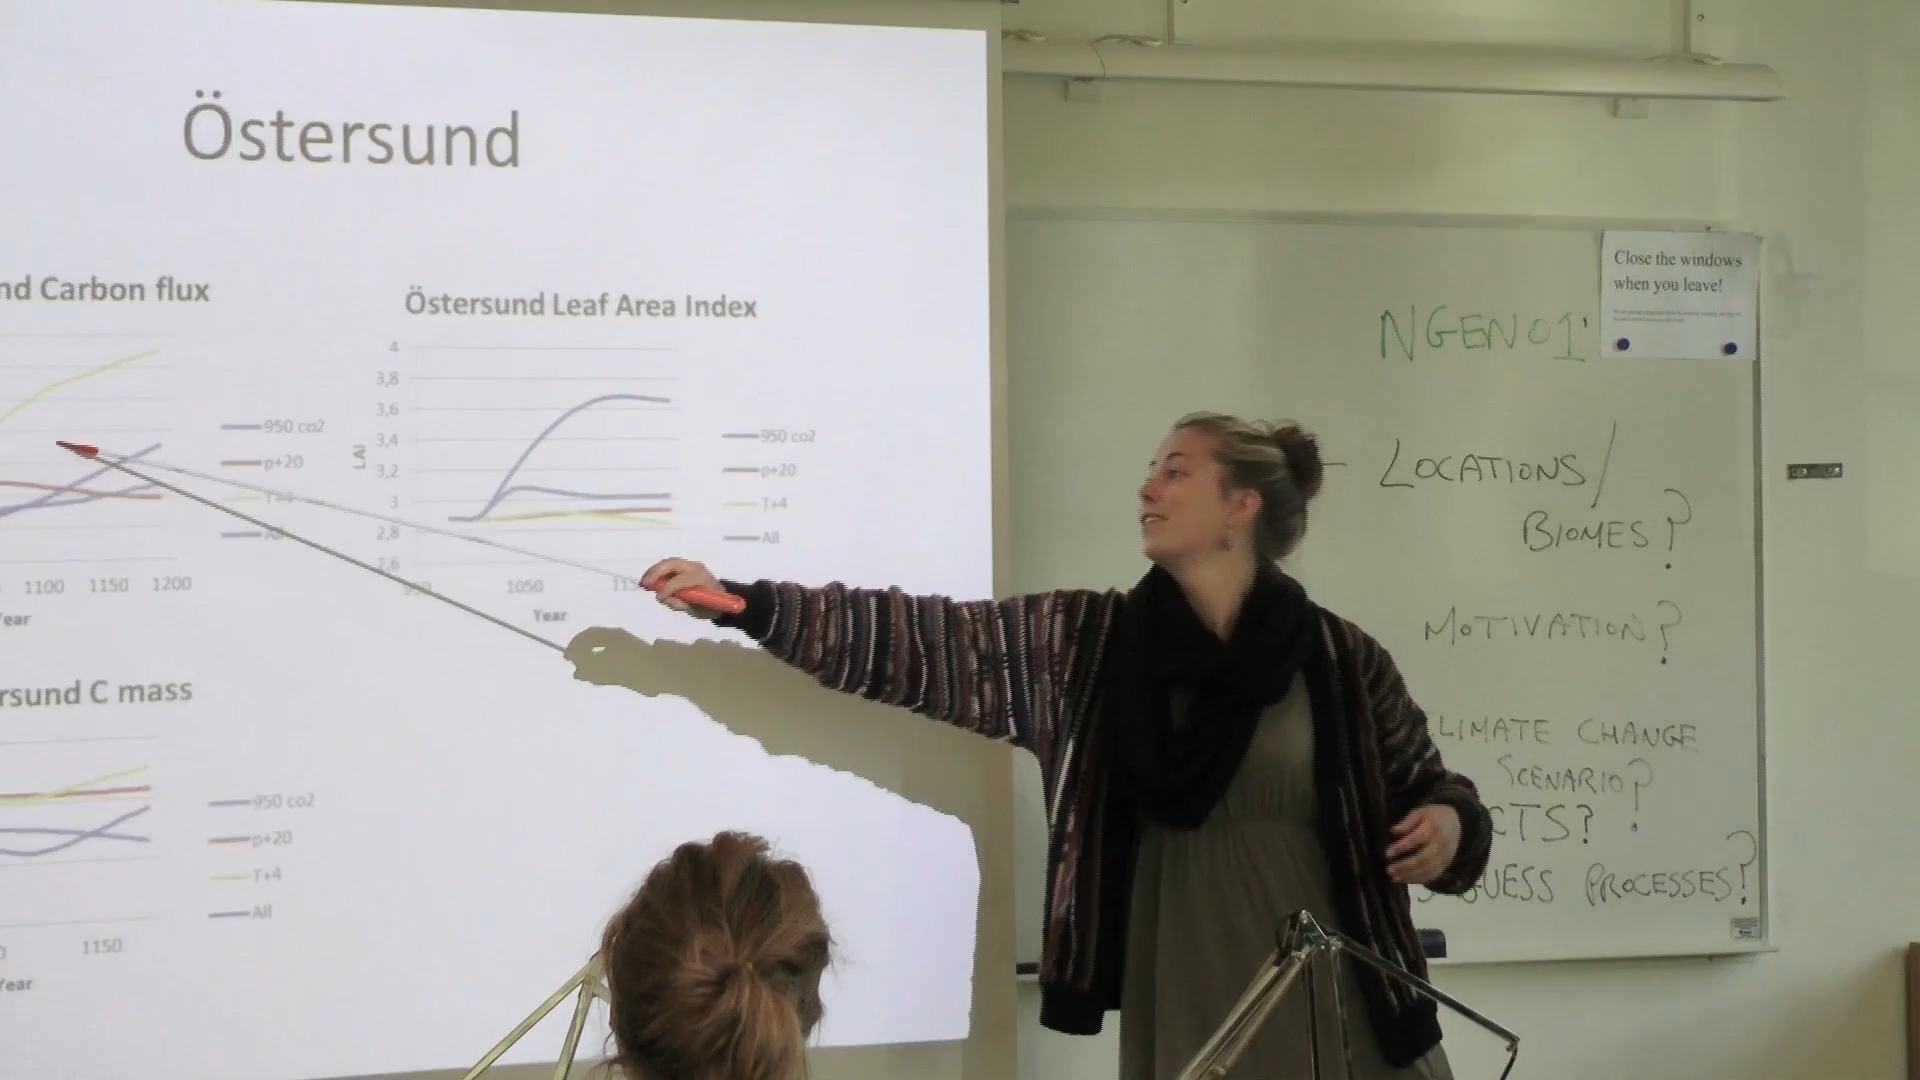 Östersund
nd Carbon flux
950 co2
p+20
T+4
All
1100 1150 1200
ear
Östersund Leaf Area Index
4
3,8
3,6
3,4
3,2
3
2,8
2,6
LAI
950 co2
p+20
T+4
All
1050
Year
rsund C mass
950 co2
p+20
T+4
All
1150
Year
Close the windows
when you leave!
NGEN01
LOCATIONS/
BIOMES?
MOTIVATION?
LIMATE CHANGE
SCENARIO?
CTS?
UESS PROCESSES?